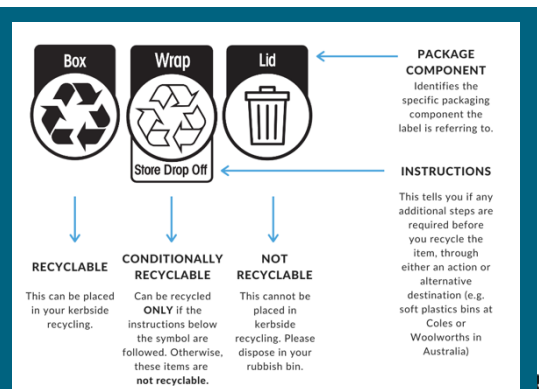 Box
Wrap
Lid
Store Drop Off
PACKAGE
COMPONENT
Identifies the
specific packaging
component the
label is referring to.
INSTRUCTIONS
This tells you if any
additional steps are
required before
you recycle the
item, through
either an action or
alternative
destination (e.g.
soft plastics bins at
Coles or
Woolworths in
Australia)
RECYCLABLE
This can be placed
in your kerbside
recycling.
CONDITIONALLY
RECYCLABLE
Can be recycled
ONLY if the
instructions below
the symbol are
followed. Otherwise,
these items are
not recyclable.
NOT
RECYCLABLE
This cannot be
placed in
kerbside
recycling. Please
dispose in your
rubbish bin.